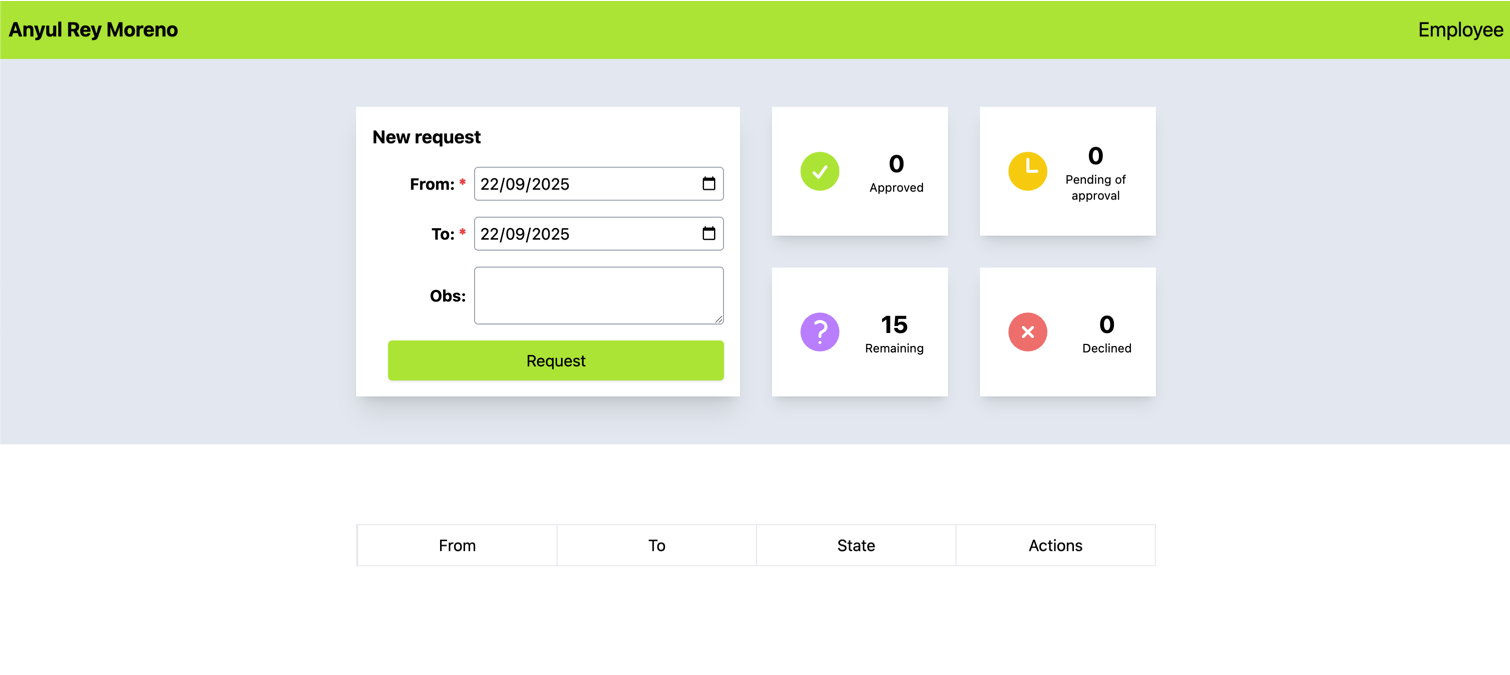 Anyul Rey Moreno
Employee
New request
From: *
22/09/2025
To: *
22/09/2025
Obs:
Request
0
Approved
0
Pending of
approval
15
Remaining
0
Declined
From
To
State
Actions